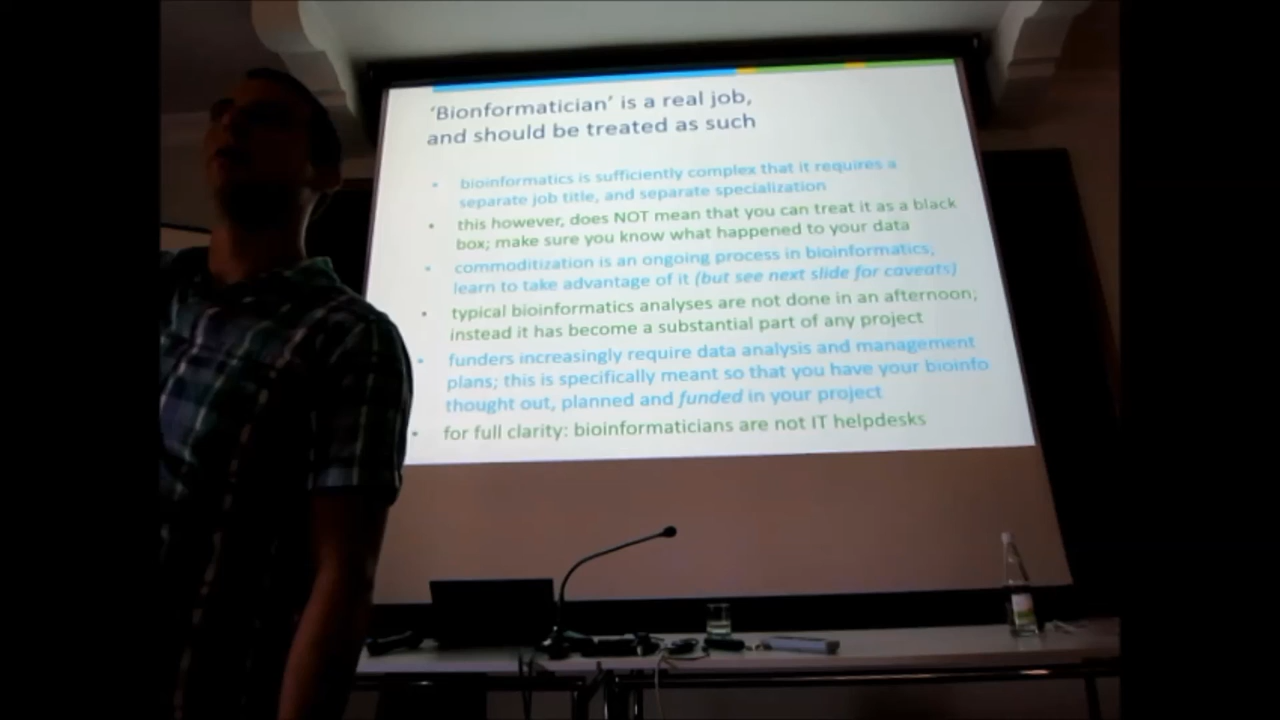 ‘Bionformatician’ is a real job,
and should be treated as such
• bioinformatics is sufficiently complex that it requires a
separate job title, and separate specialization
• this however, does NOT mean that you can treat it as a black
box; make sure you know what happened to your data
• commoditization is an ongoing process in bioinformatics,
learn to take advantage of it (but see next slide for caveats)
• typical bioinformatics analyses are not done in an afternoon;
instead it has become a substantial part of any project
• funders increasingly require data analysis and management
plans; this is specifically meant so that you have your bioinfo
thought out, planned and funded in your project
• for full clarity: bioinformaticians are not IT helpdesks